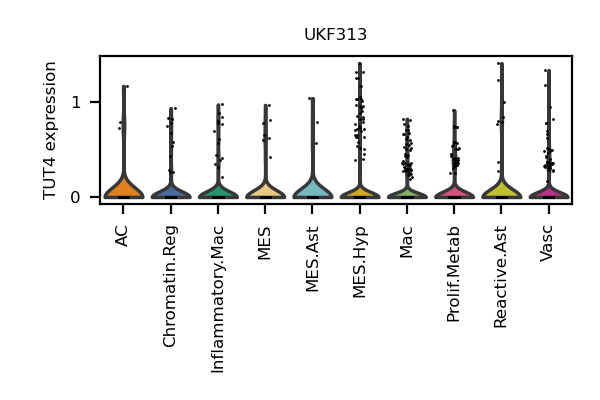 UKF313
TUT4 expression
1
0
AC
Chromatin.Reg
Inflammatory.Mac
MES
MES.Ast
MES.Hyp
Mac
Prolif.Metab
Reactive.Ast
Vasc